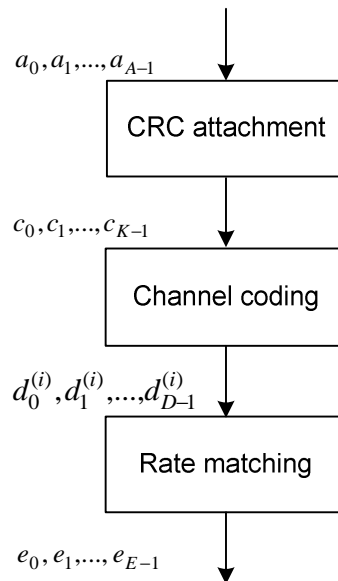 a_0, a_1,..., a_{A−1}
CRC attachment
c_0, c_1,..., c_{K−1}
Channel coding
d_0^{(i)}, d_1^{(i)},..., d_{D−1}^{(i)}
Rate matching
e_0, e_1,..., e_{E−1}